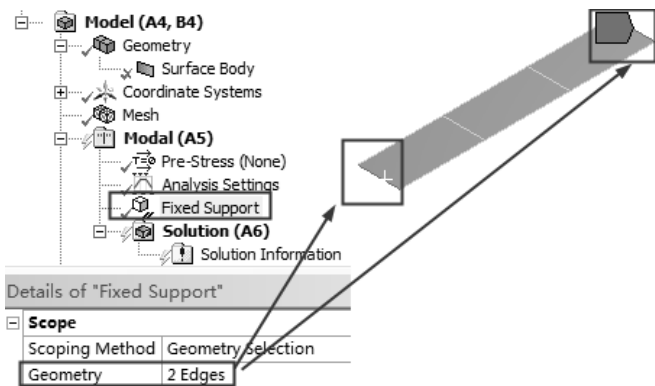 Model (A4, B4)
Geometry
Surface Body
Coordinate Systems
Mesh
Modal (A5)
Pre-Stress (None)
Analysis Settings
Fixed Support
Solution (A6)
Solution Information
Details of "Fixed Support"
Scope
Scoping Method Geometry Selection
Geometry 2 Edges